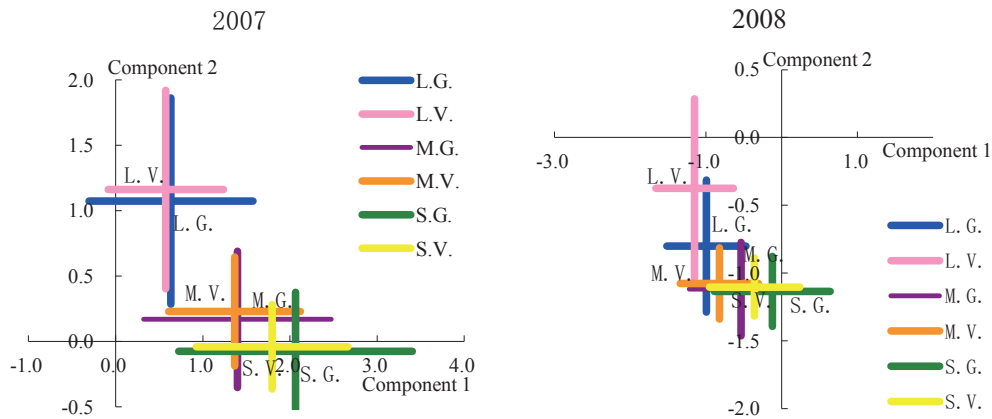 2007
Component 2
2.0
1.5
1.0
0.5
0.0
-0.5
-1.0
0.0
1.0
2.0
3.0
4.0
Component 1
L. V.
L. G.
M. V.
M. G.
S. V.
S. G.
L.G.
L.V.
M.G.
M.V.
S.G.
S.V.
2008
Component 2
0.5
0.0
-0.5
-1.0
-1.5
-2.0
-3.0
-1.0
1.0
Component 1
L. V.
L. G.
M. G.
M. V.
S. V.
S. G.
L. G.
L. V.
M. G.
M. V.
S. G.
S. V.